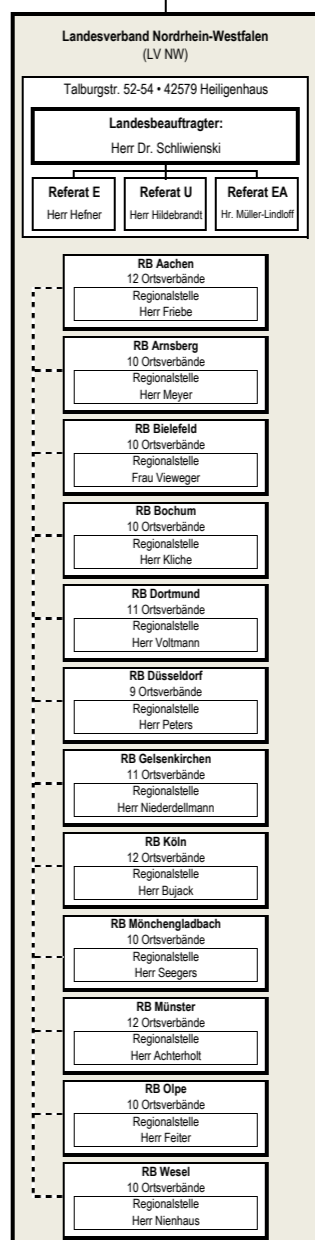 Landesverband Nordrhein-Westfalen
(LV NW)
Talburgstr. 52-54 • 42579 Heiligenhaus
Landesbeauftragter:
Herr Dr. Schliwienski
Referat E
Herr Hefner
Referat U
Herr Hildebrandt
Referat EA
Hr. Müller-Lindloff
RB Aachen
12 Ortsverbände
Regionalstelle
Herr Friebe
RB Arnsberg
10 Ortsverbände
Regionalstelle
Herr Meyer
RB Bielefeld
10 Ortsverbände
Regionalstelle
Frau Vieweger
RB Bochum
10 Ortsverbände
Regionalstelle
Herr Kliche
RB Dortmund
11 Ortsverbände
Regionalstelle
Herr Voltmann
RB Düsseldorf
9 Ortsverbände
Regionalstelle
Herr Peters
RB Gelsenkirchen
11 Ortsverbände
Regionalstelle
Herr Niederdellmann
RB Köln
12 Ortsverbände
Regionalstelle
Herr Bujack
RB Mönchengladbach
10 Ortsverbände
Regionalstelle
Herr Seegers
RB Münster
12 Ortsverbände
Regionalstelle
Herr Achterholt
RB Olpe
10 Ortsverbände
Regionalstelle
Herr Feiter
RB Wesel
10 Ortsverbände
Regionalstelle
Herr Nienhaus